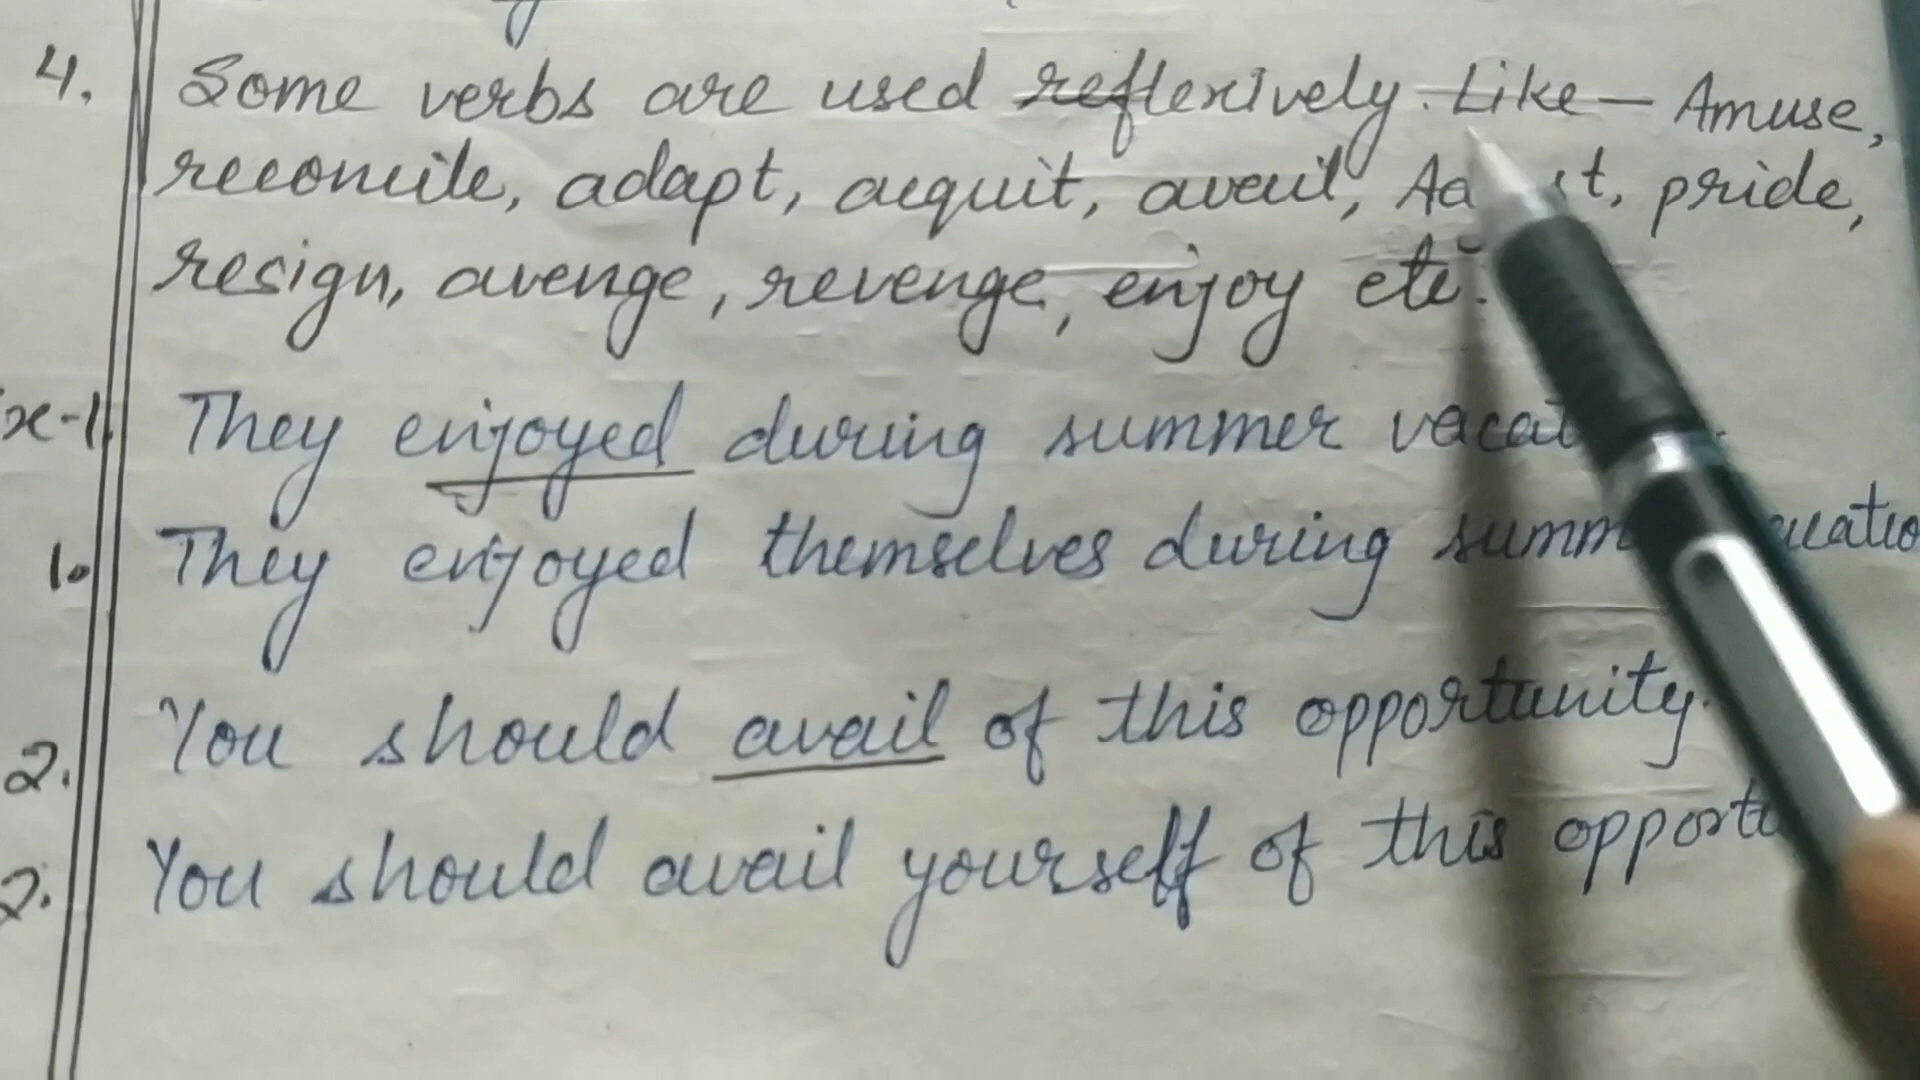 4. Some verbs are used reflexively. Like — Amuse,
reconcile, adapt, acquit, avail, pride,
resign, avenge, revenge, enjoy etc.
x-1. They enjoyed during summer
1. They enjoyed themselves during
2. You should avail of this opportunity.
2. You should avail yourself of this